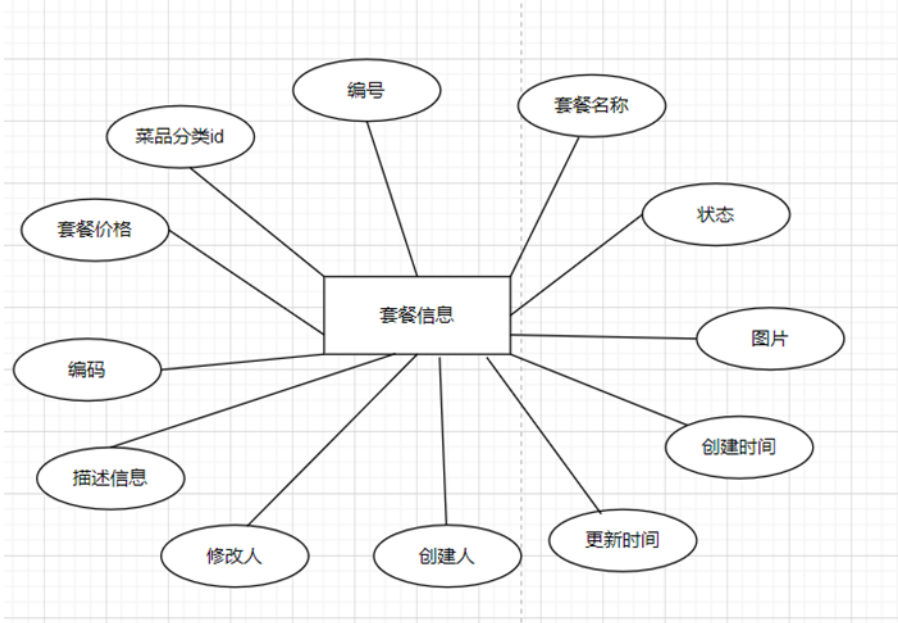 编号
套餐名称
菜品分类id
状态
套餐价格
套餐信息
图片
编码
创建时间
描述信息
更新时间
修改人
创建人